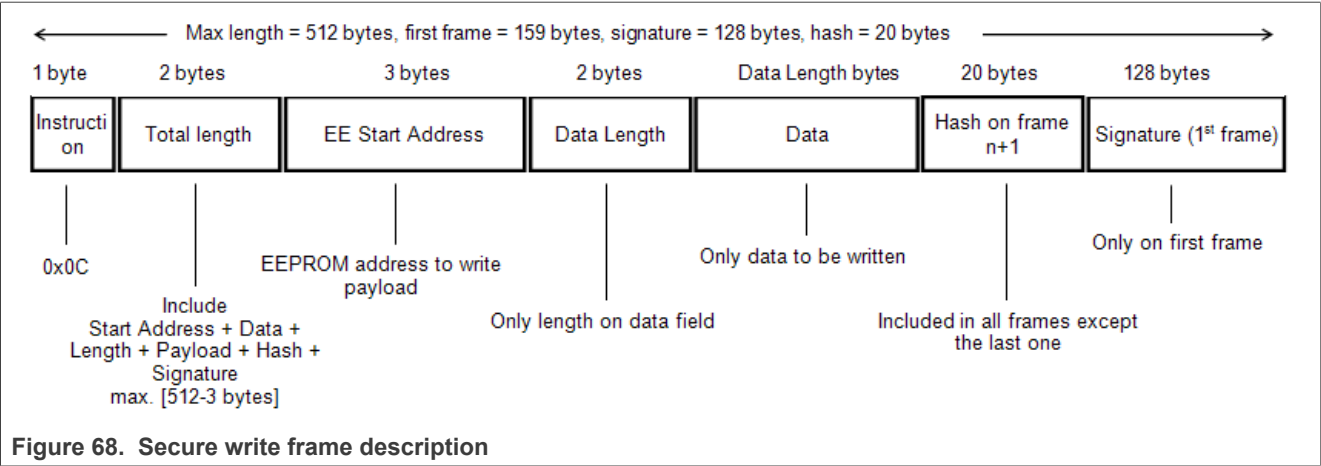 Max length = 512 bytes, first frame = 159 bytes, signature = 128 bytes, hash = 20 bytes
1 byte 2 bytes 3 bytes 2 bytes Data Length bytes 20 bytes 128 bytes
Instructi
on
Total length
EE Start Address
Data Length
Data
Hash on frame
n+1
Signature (1st frame)
0x0C
Include
Start Address + Data +
Length + Payload + Hash +
Signature
max. [512-3 bytes]
EEPROM address to write
payload
Only length on data field
Only data to be written
Included in all frames except
the last one
Only on first frame
Figure 68. Secure write frame description